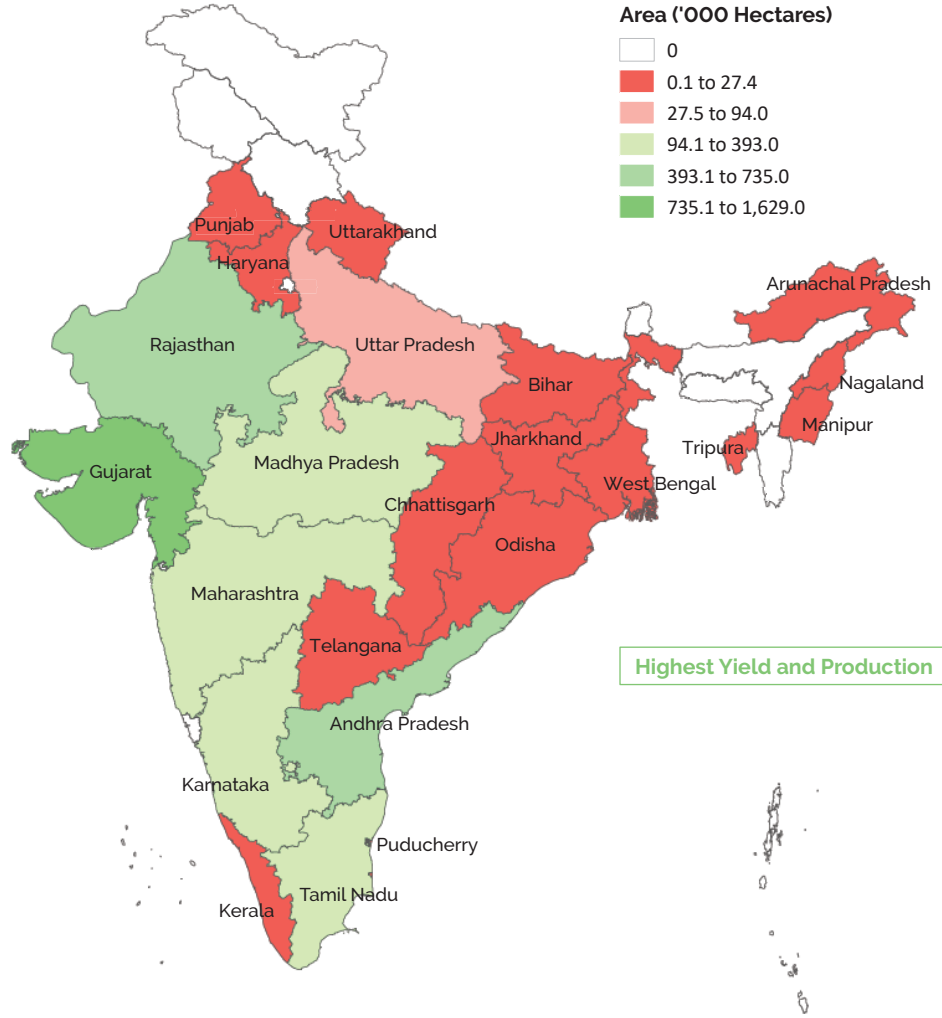 Area ('000 Hectares)
0
0.1 to 27.4
27.5 to 94.0
94.1 to 393.0
393.1 to 735.0
735.1 to 1,629.0
Punjab
Uttarakhand
Haryana
Arunachal Pradesh
Rajasthan
Uttar Pradesh
Bihar
Nagaland
Manipur
Jharkhand
Tripura
Madhya Pradesh
Gujarat
West Bengal
Chhattisgarh
Odisha
Maharashtra
Telangana
Highest Yield and Production
Andhra Pradesh
Karnataka
Puducherry
Tamil Nadu
Kerala